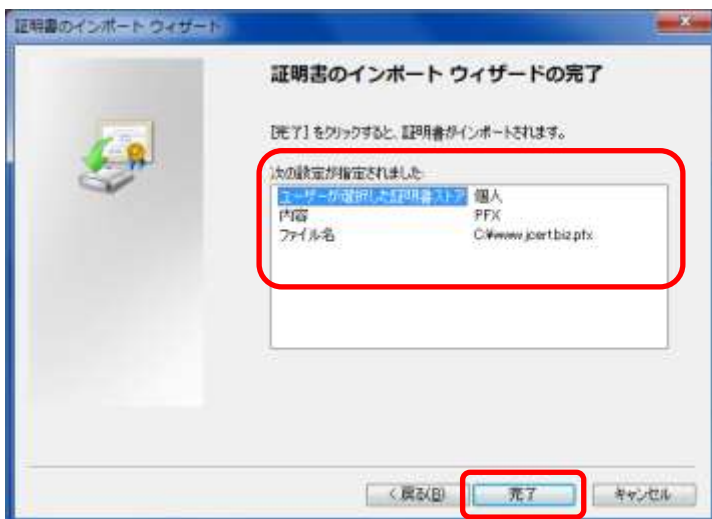 証明書のインポート ウィザード
証明書のインポート ウィザードの完了
[完了] をクリックすると、証明書がインポートされます。
次の設定が指定されました:
ユーザーが選択した証明書ストア 個人
内容 PFX
ファイル名 C:¥www.jcert.biz.pfx
< 戻る(B)
完了
キャンセル